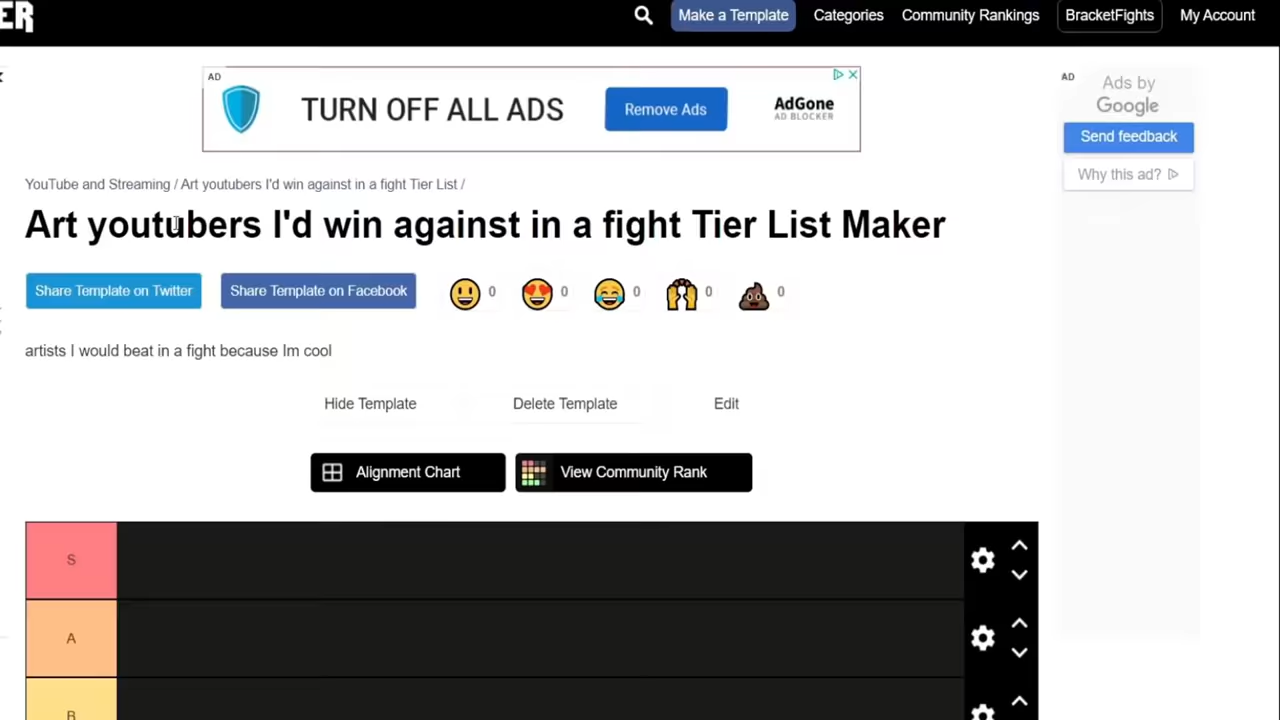 ER
Make a Template
Categories
Community Rankings
BracketFights
My Account
AD
TURN OFF ALL ADS
Remove Ads
AdGone
AD BLOCKER
AD
Ads by
Google
Send feedback
Why this ad?
YouTube and Streaming / Art youtubers I'd win against in a fight Tier List /
Art youtubers I'd win against in a fight Tier List Maker
Share Template on Twitter
Share Template on Facebook
0
0
0
0
0
artists I would beat in a fight because Im cool
Hide Template
Delete Template
Edit
Alignment Chart
View Community Rank
S
A
B